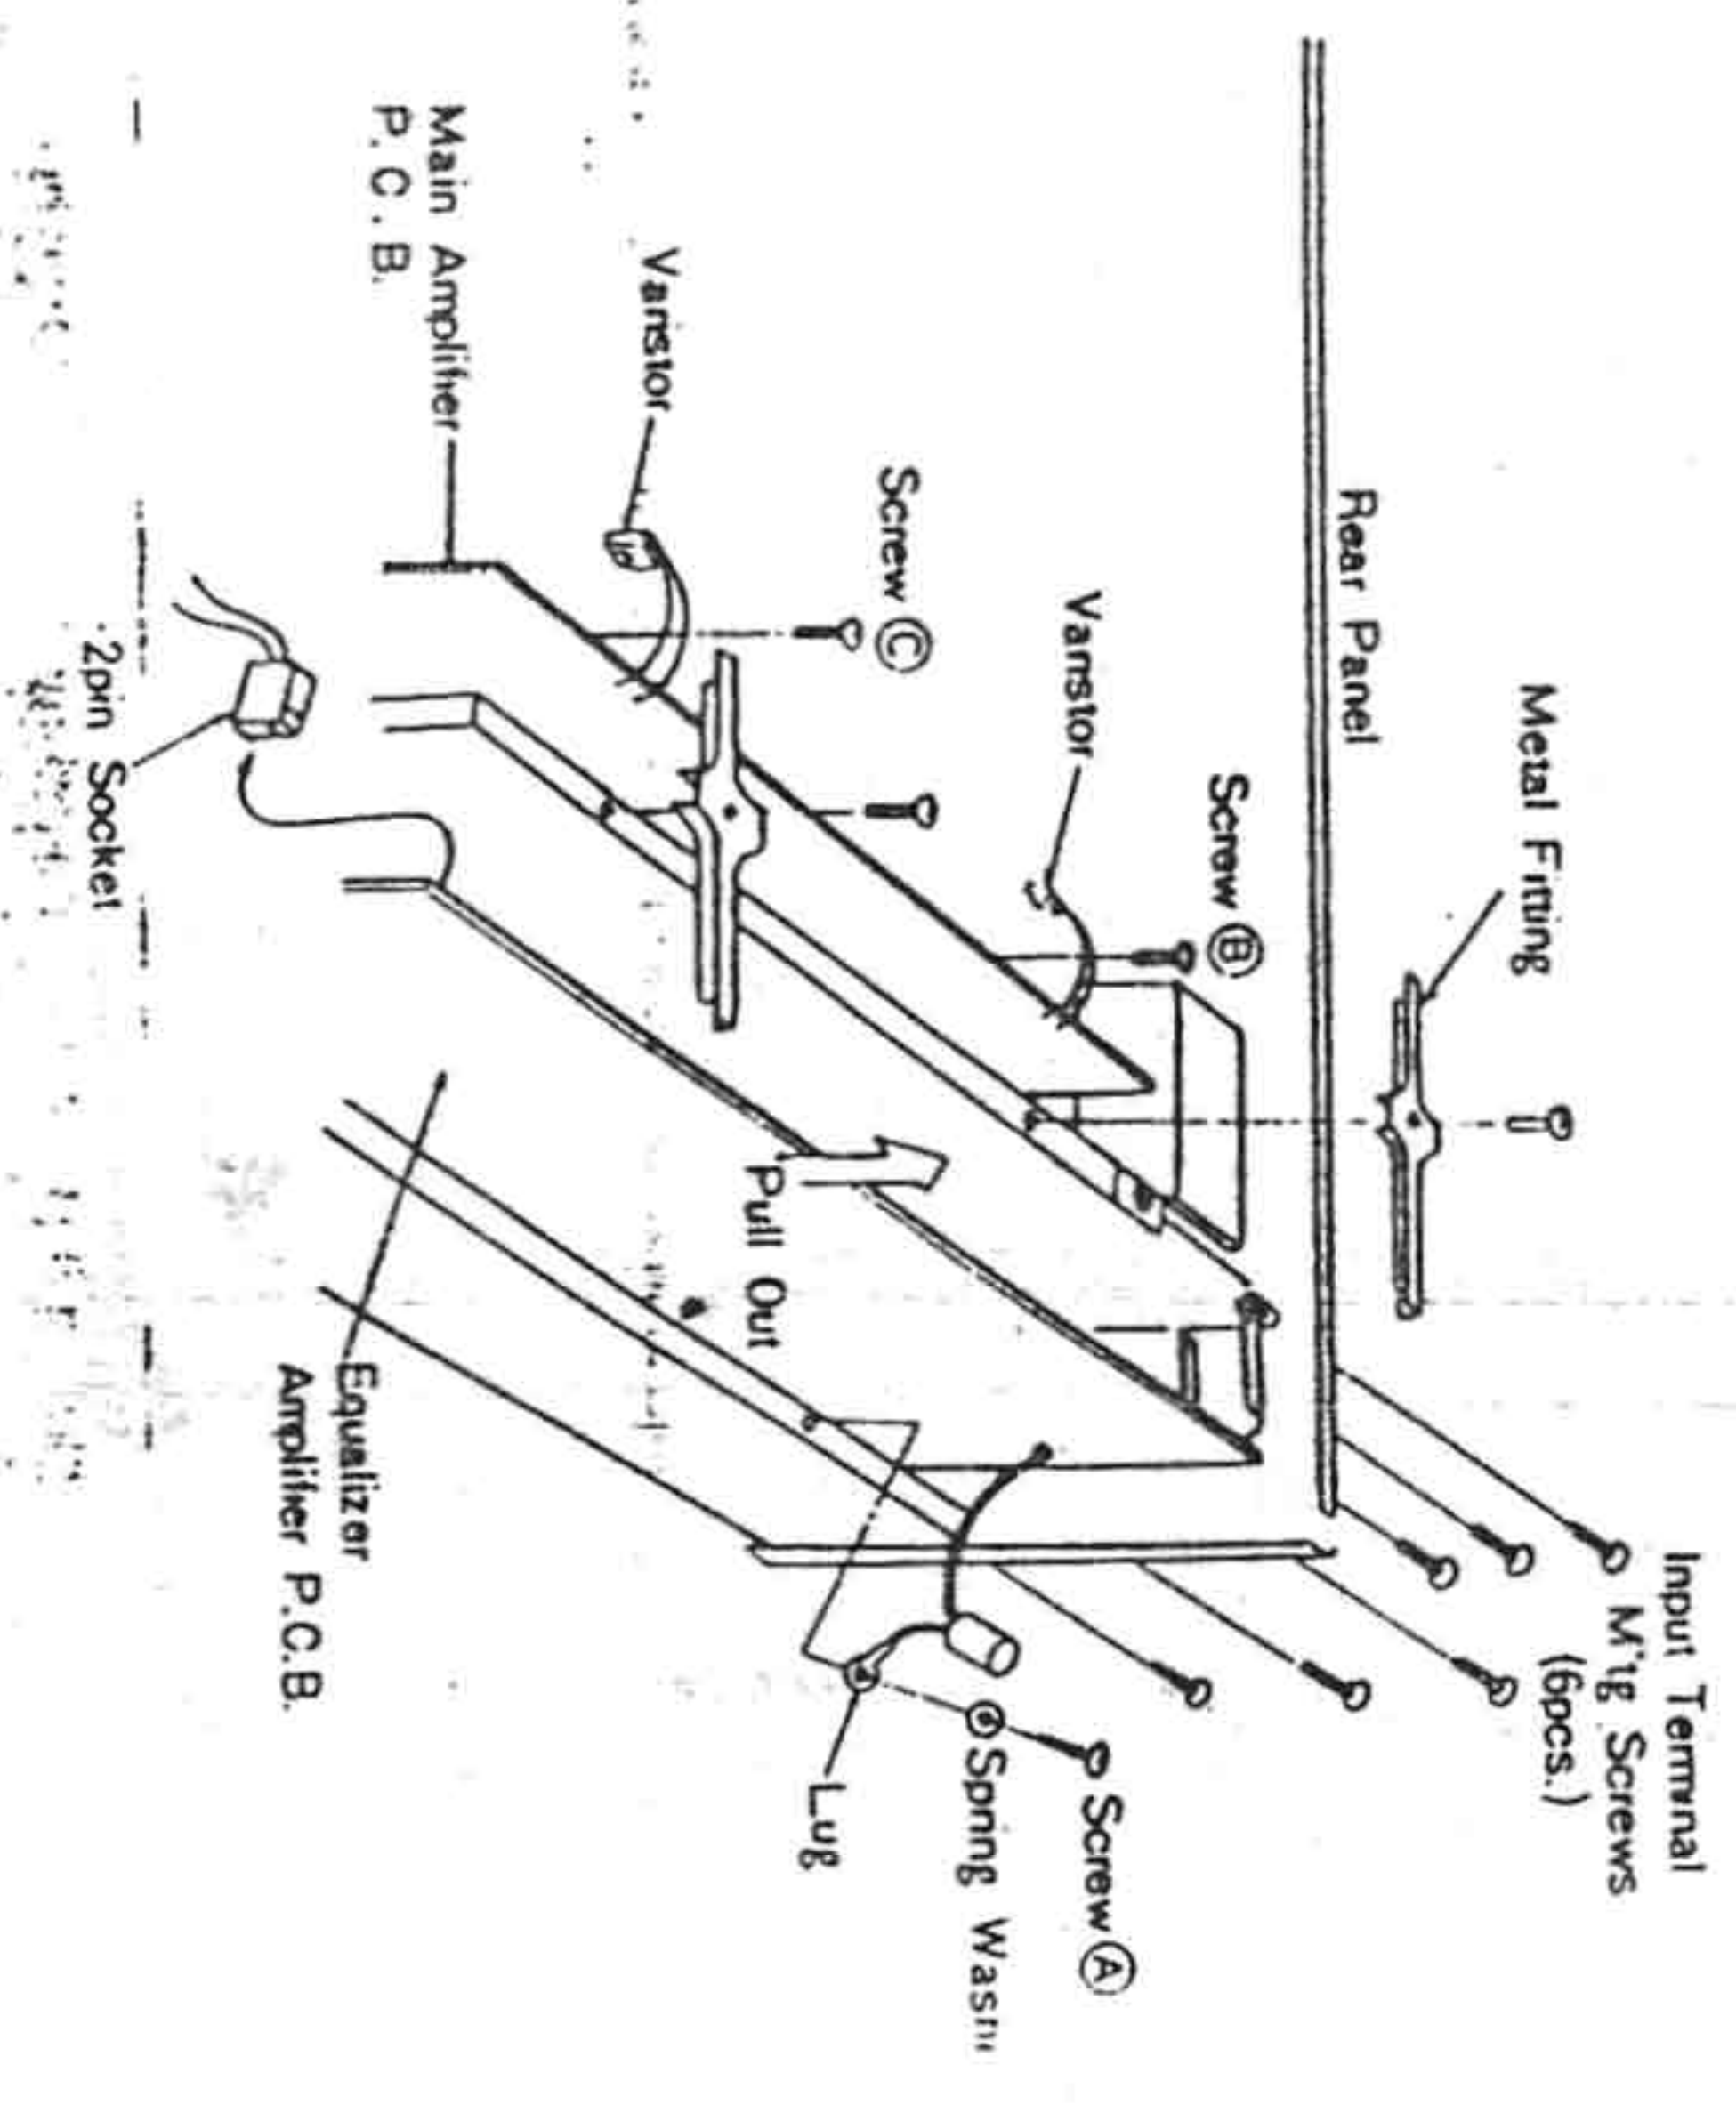 Input Terminal
M'tg Screws
(6pcs.)
Metal Fitting
Rear Panel
Screw Ⓑ
Varistor
Screw Ⓒ
Varistor
Main Amplifier
P.C.B.
Screw Ⓐ
Spring
Lug
Pull Out
Equalizer
Amplifier P.C.B.
2pin Socket